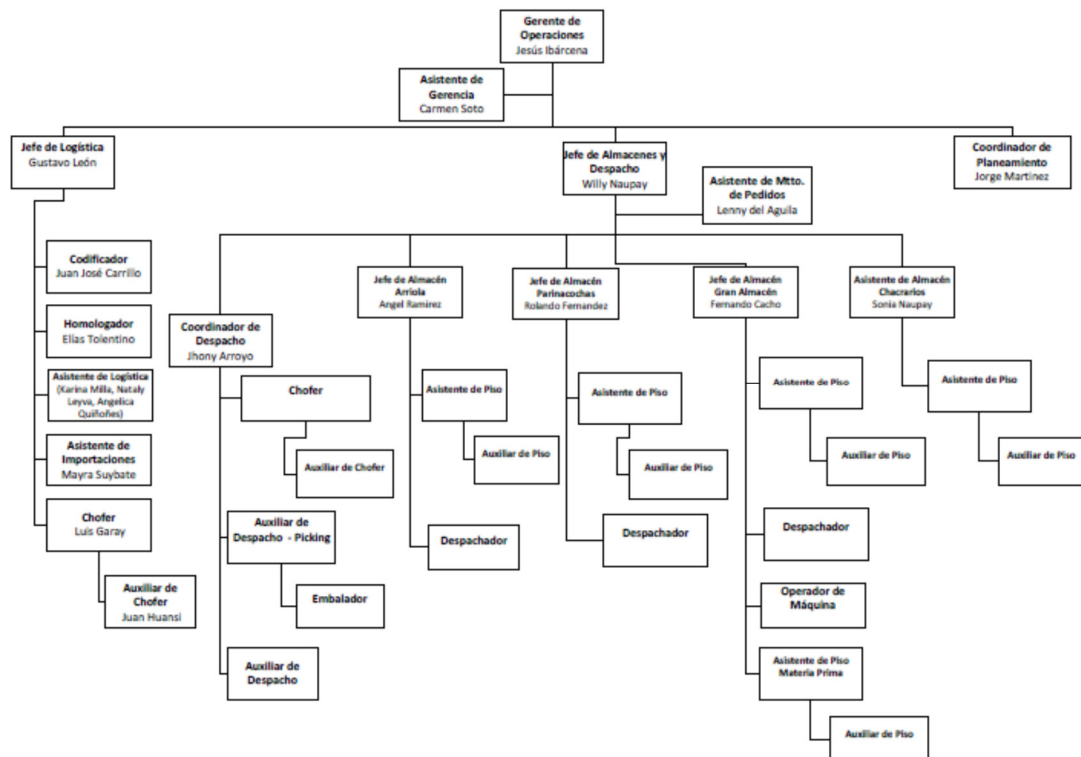 Gerente de
Operaciones
Jesús Ibárcena
Asistente de
Gerencia
Carmen Soto
Jefe de Logística
Gustavo León
Jefe de Almacenes y
Despacho
Willy Naupay
Coordinador de
Planeamiento
Jorge Martinez
Asistente de Mtto.
de Pedidos
Lenny del Aguila
Codificador
Juan José Carrillo
Homologador
Elías Tolentino
Asistente de Logística
(Karina Milla, Nataly
Leyva, Angelica
Quiñoñes)
Asistente de
Importaciones
Mayra Suybate
Chofer
Luis Garay
Auxiliar de
Chofer
Juan Huansi
Coordinador de
Despacho
Jhony Arroyo
Chofer
Auxiliar de Chofer
Auxiliar de
Despacho - Picking
Embalador
Auxiliar de
Despacho
Jefe de Almacén
Arriola
Angel Ramirez
Asistente de Piso
Auxiliar de Piso
Despachador
Jefe de Almacén
Parinacochas
Rolando Fernandez
Asistente de Piso
Auxiliar de Piso
Despachador
Jefe de Almacén
Gran Almacén
Fernando Cacho
Asistente de Piso
Auxiliar de Piso
Despachador
Operador de
Máquina
Asistente de Piso
Materia Prima
Auxiliar de Piso
Asistente de Almacén
Chacrarios
Sonia Naupay
Asistente de Piso
Auxiliar de Piso